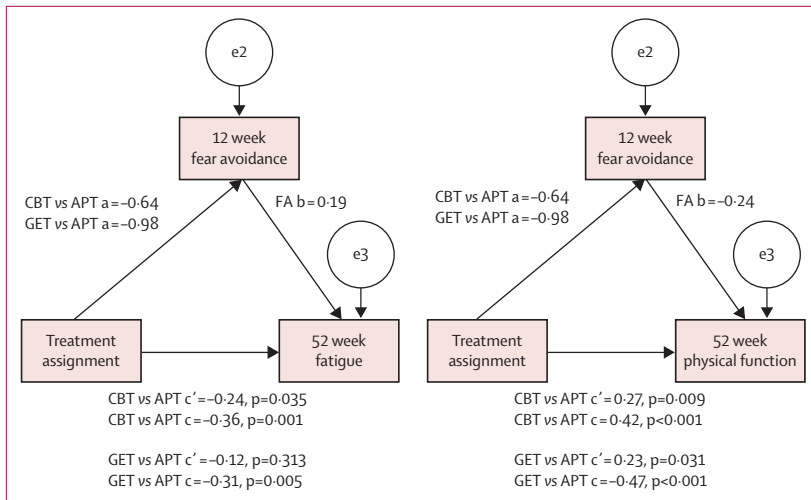 e2
12 week
fear avoidance
CBT vs APT a=–0·64
GET vs APT a=–0·98
FA b=0·19
e3
Treatment
assignment
52 week
fatigue
CBT vs APT c′=–0·24, p=0·035
CBT vs APT c=–0·36, p=0·001
GET vs APT c′=–0·12, p=0·313
GET vs APT c=–0·31, p=0·005
e2
12 week
fear avoidance
CBT vs APT a=–0·64
GET vs APT a=–0·98
FA b=–0·24
e3
Treatment
assignment
52 week
physical function
CBT vs APT c′=0·27, p=0·009
CBT vs APT c=0·42, p<0·001
GET vs APT c′=0·23, p=0·031
GET vs APT c=–0·47, p<0·001